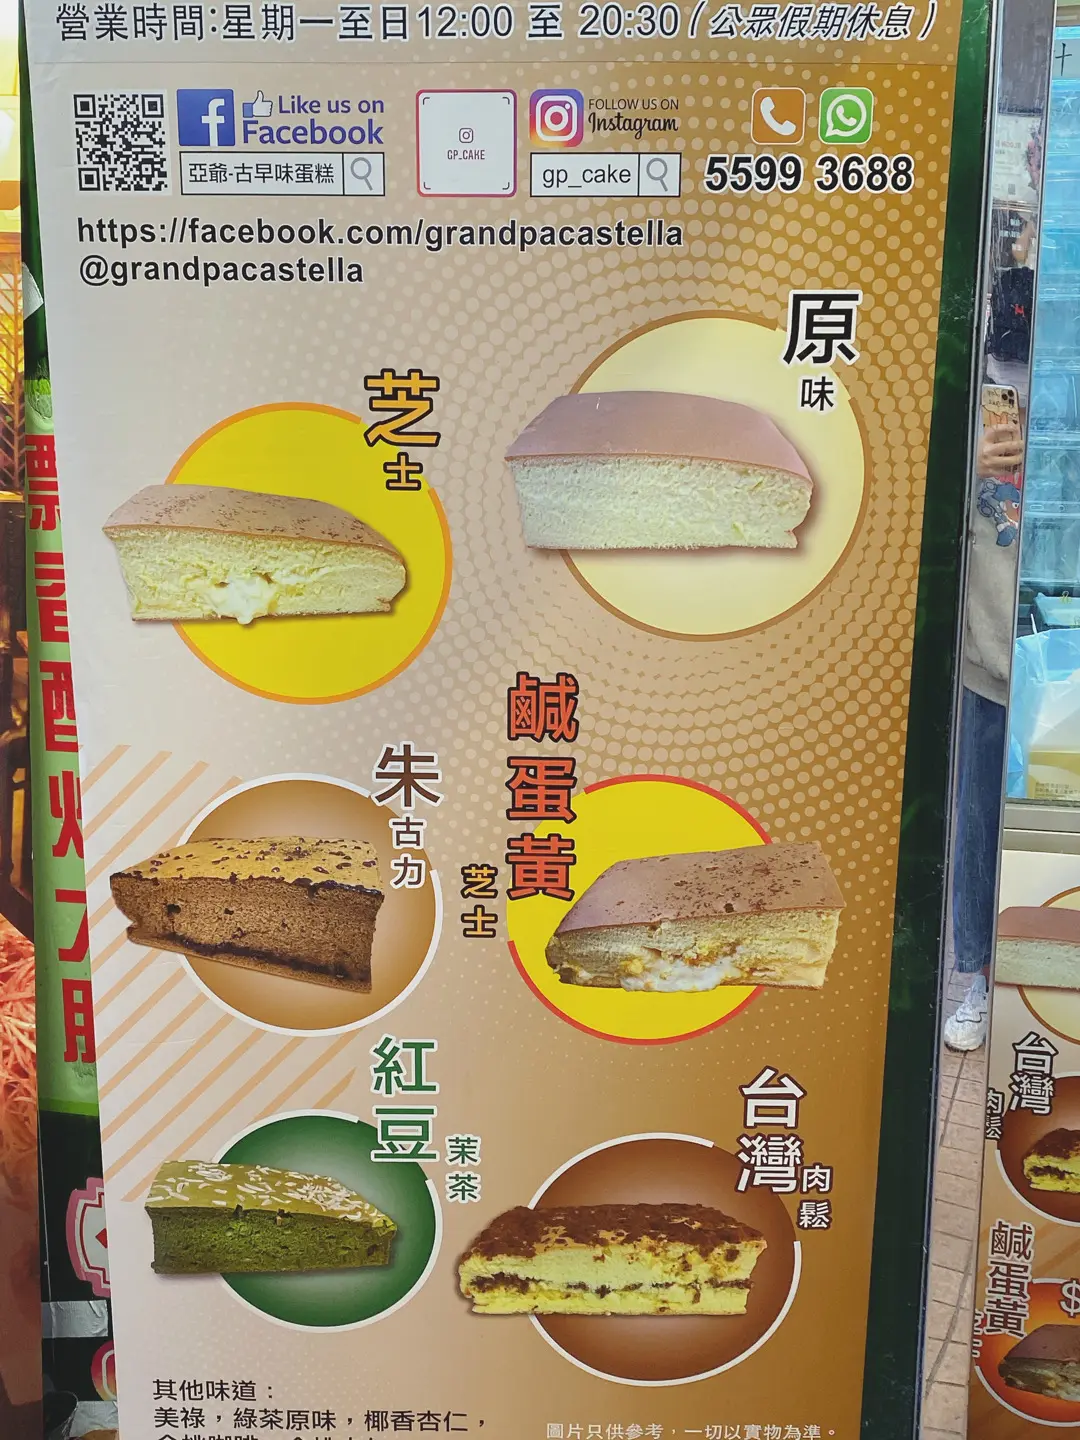 營業時間:星期一至日12:00 至 20:30(公眾假期休息)
Like us on
Facebook
亞爺-古早味蛋糕
GP_CAKE
FOLLOW US ON
Instagram
gp_cake
5599 3688
https://facebook.com/grandpacastella
@grandpacastella
原味
芝士
鹹蛋黃
芝士
朱古力
紅豆
茉茶
台灣
肉鬆
其他味道：
美祿，綠茶原味，椰香杏仁，
圖片只供參考，一切以實物為準。
台灣
肉鬆
鹹蛋黃
$